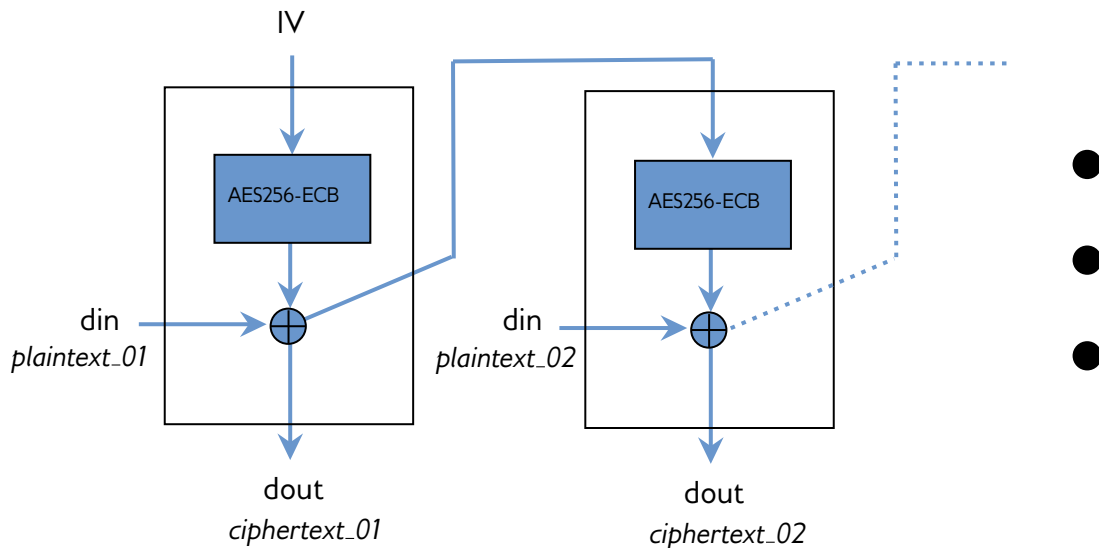 IV
AES256-ECB
AES256-ECB
din
plaintext_01
din
plaintext_02
dout
ciphertext_01
dout
ciphertext_02